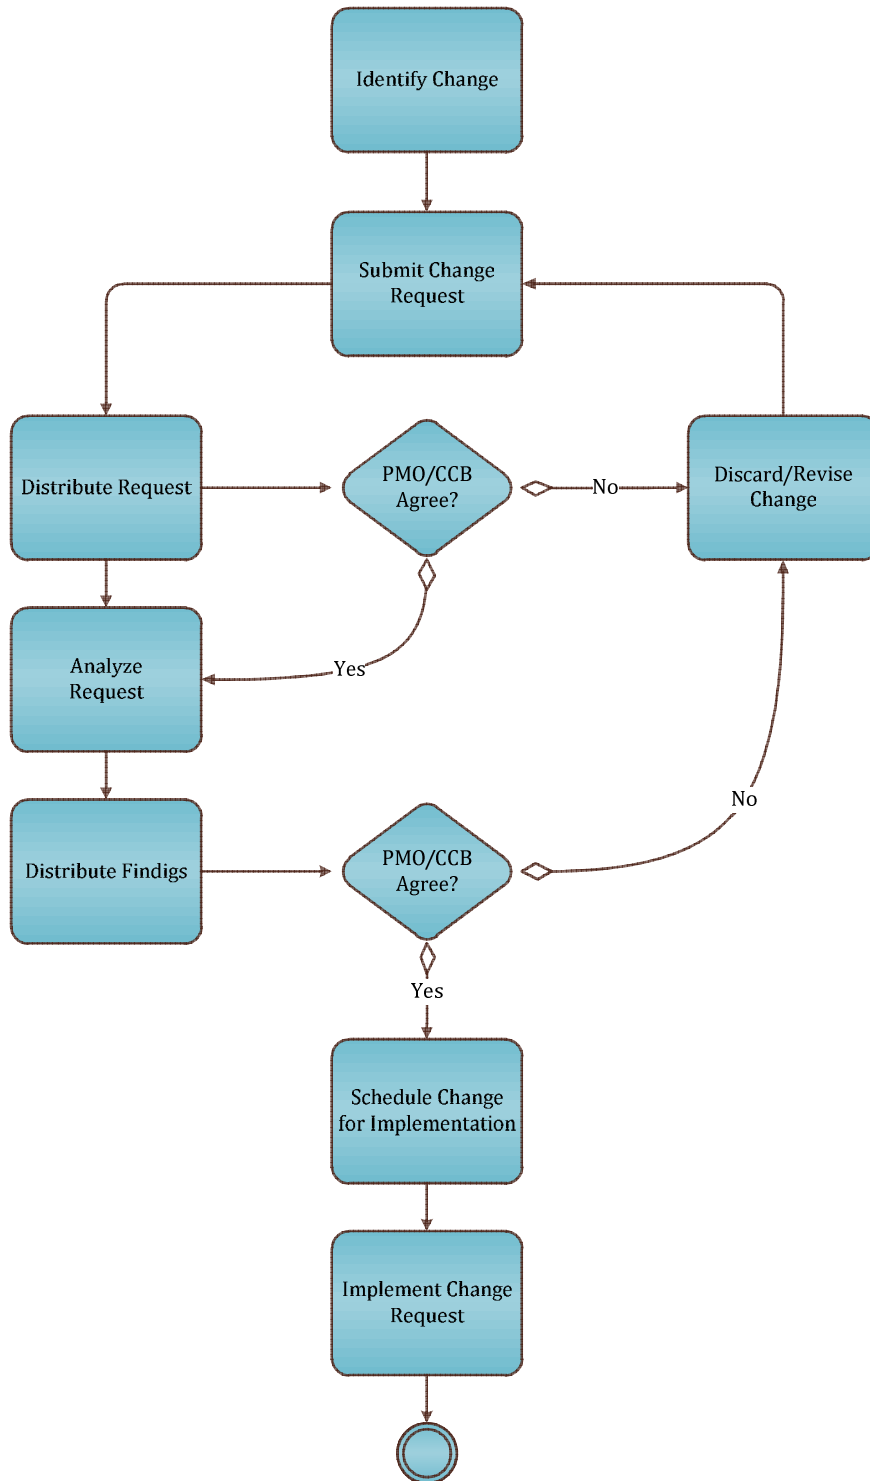 Identify Change
Submit Change
Request
Distribute Request
PMO/CCB
Agree?
No
Discard/Revise
Change
Analyze
Request
Yes
Distribute Findigs
PMO/CCB
Agree?
No
Yes
Schedule Change
for Implementation
Implement Change
Request